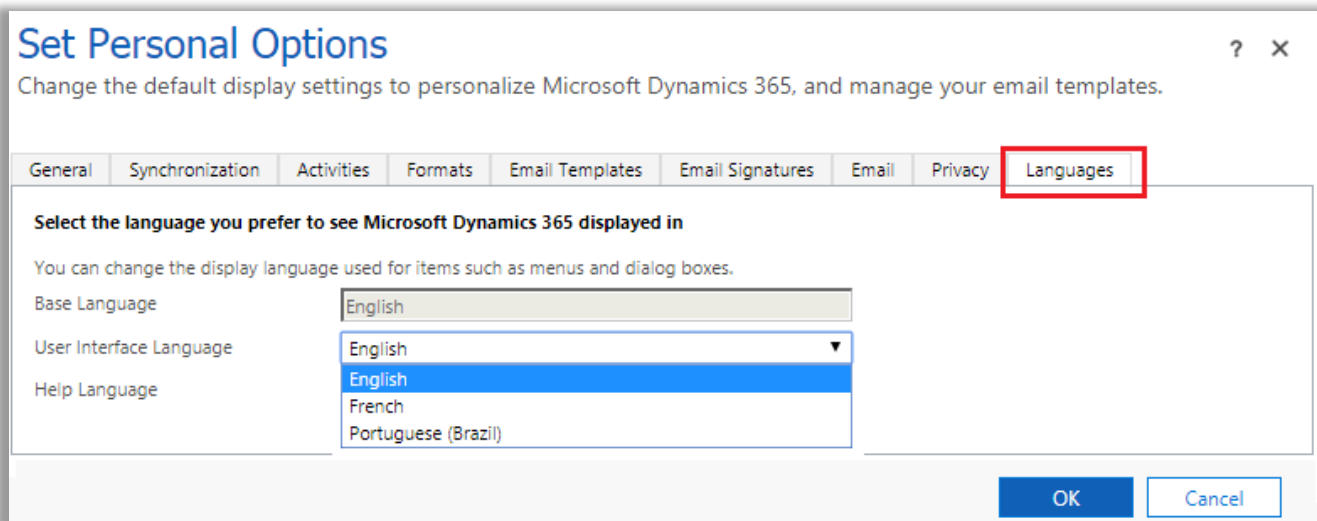 Set Personal Options
? ×
Change the default display settings to personalize Microsoft Dynamics 365, and manage your email templates.
General Synchronization Activities Formats Email Templates Email Signatures Email Privacy Languages
Select the language you prefer to see Microsoft Dynamics 365 displayed in
You can change the display language used for items such as menus and dialog boxes.
Base Language English
User Interface Language English
English
Help Language
French
Portuguese (Brazil)
OK Cancel